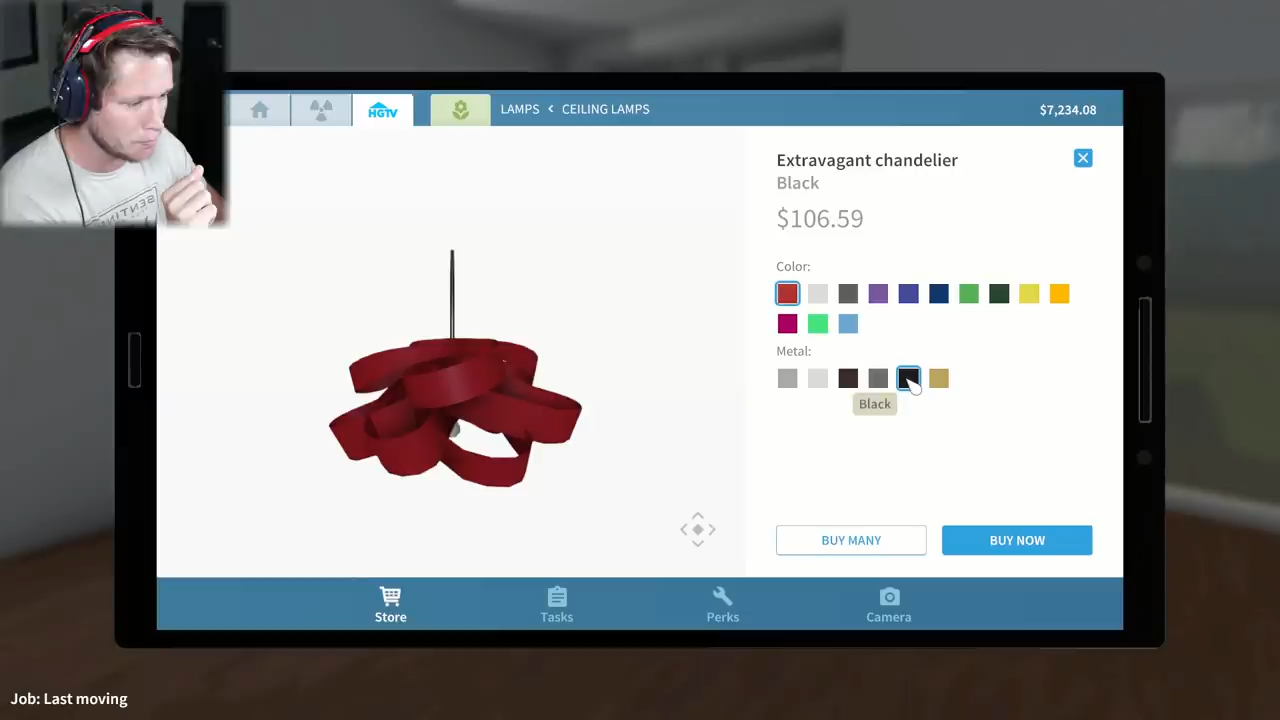 HGTV
LAMPS < CEILING LAMPS
$7,234.08
Extravagant chandelier
Black
$106.59
Color:
Metal:
Black
BUY MANY
BUY NOW
Store
Tasks
Perks
Camera
Job: Last moving